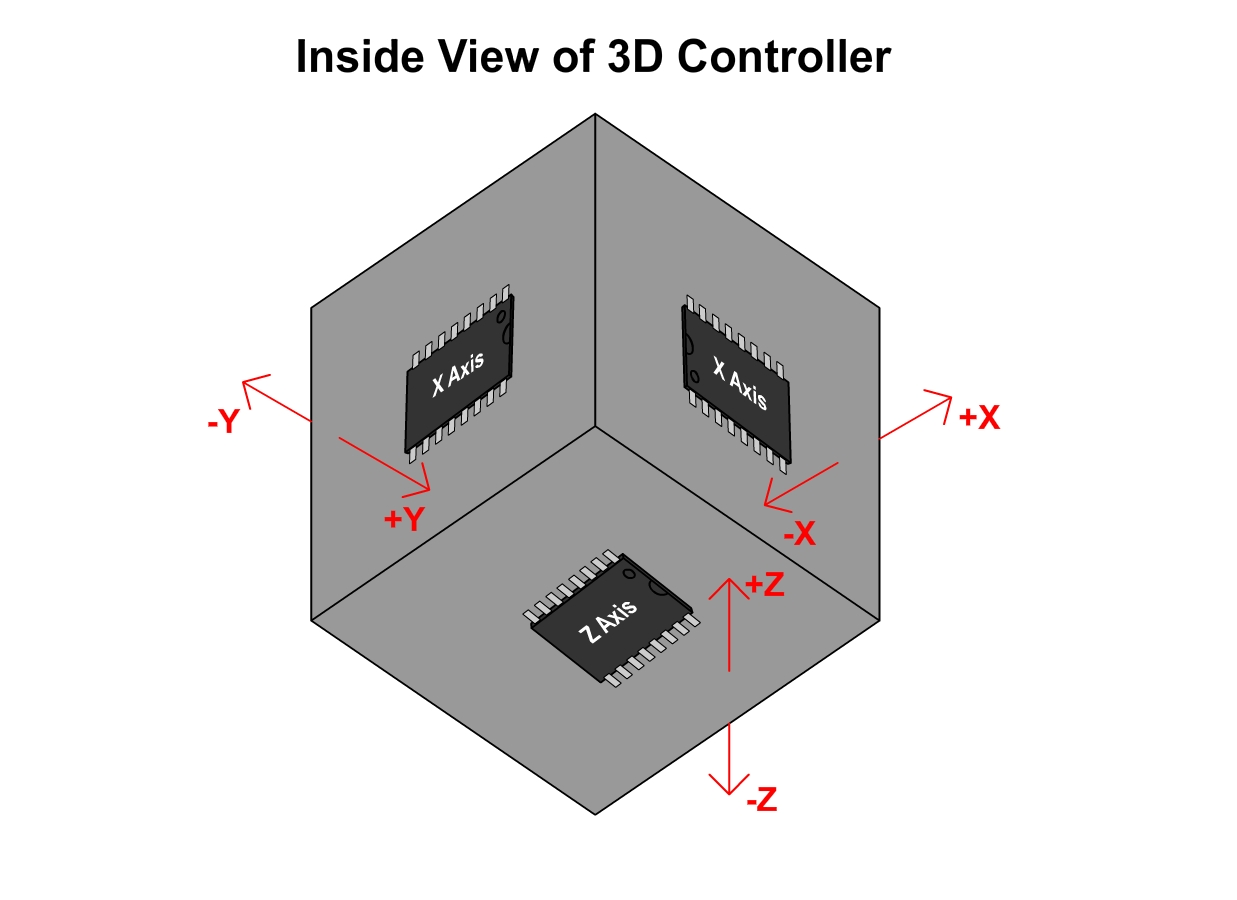 Inside View of 3D Controller
X Axis
X Axis
-Y
+X
+Y
-X
+Z
Z Axis
-Z